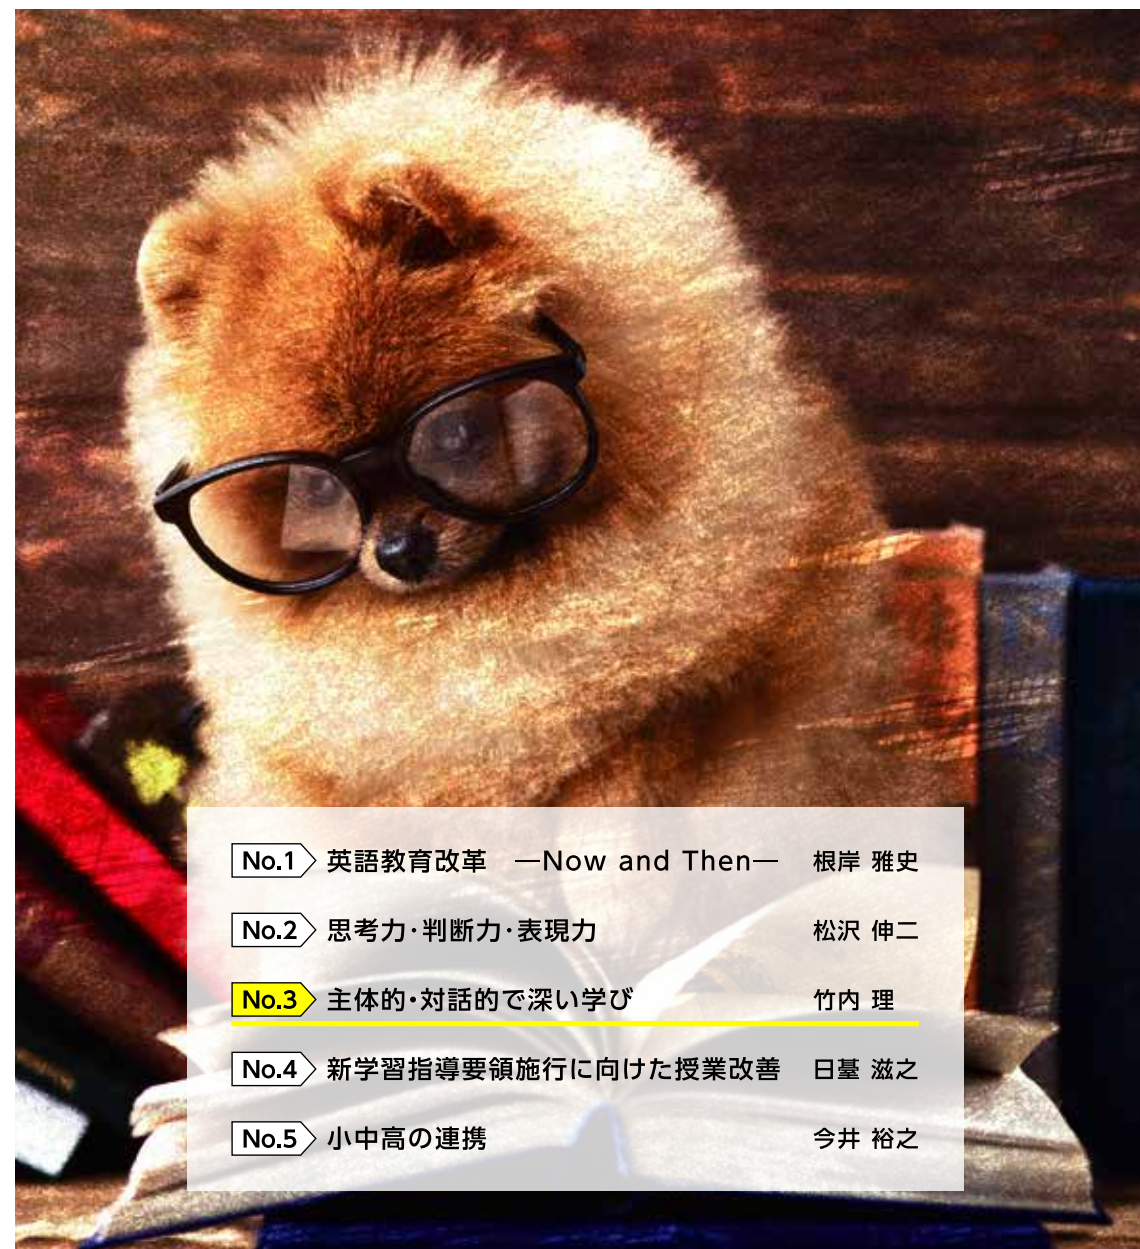 No.1 英語教育改革 ―Now and Then― 根岸 雅史
No.2 思考力・判断力・表現力 松沢 伸二
No.3 主体的・対話的で深い学び 竹内 理
No.4 新学習指導要領施行に向けた授業改善 日䑓 滋之
No.5 小中高の連携 今井 裕之